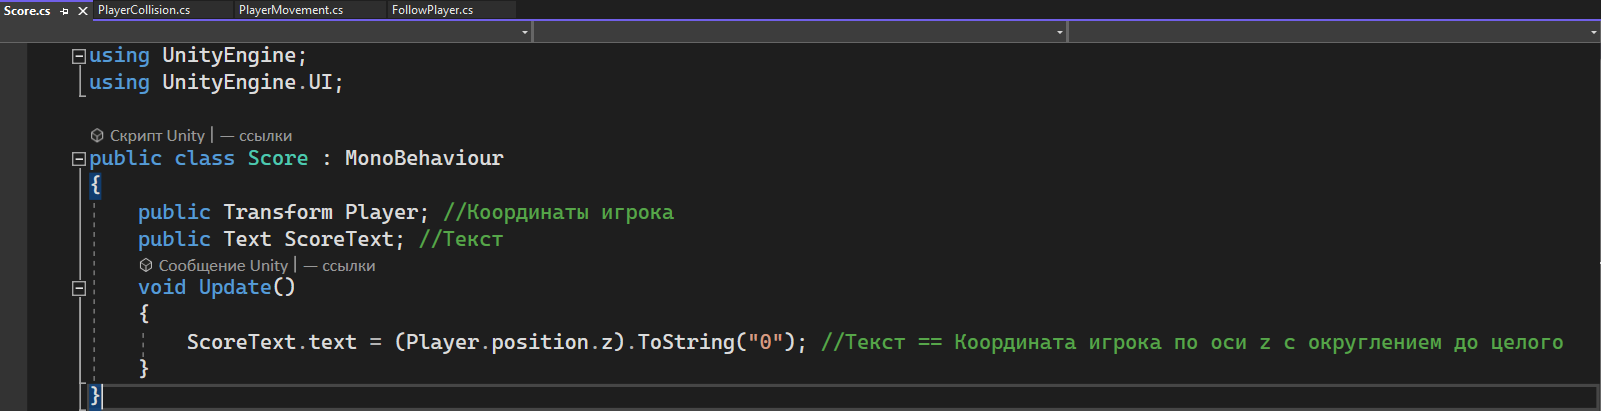 Score.cs PlayerCollision.cs PlayerMovement.cs FollowPlayer.cs
using UnityEngine;
using UnityEngine.UI;
Скрипт Unity | — ссылки
public class Score : MonoBehaviour
{
public Transform Player; //Координаты игрока
public Text ScoreText; //Текст
Сообщение Unity | — ссылки
void Update()
{
ScoreText.text = (Player.position.z).ToString("0"); //Текст == Координата игрока по оси z с округлением до целого
}
}